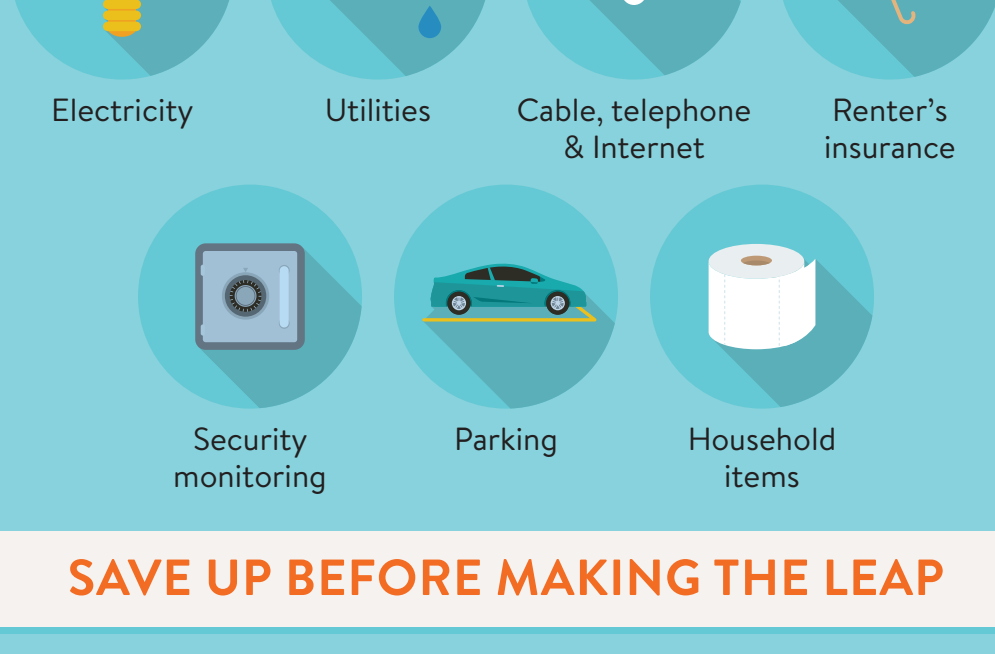 Electricity
Utilities
Cable, telephone
& Internet
Renter's
insurance
Security
monitoring
Parking
Household
items
SAVE UP BEFORE MAKING THE LEAP